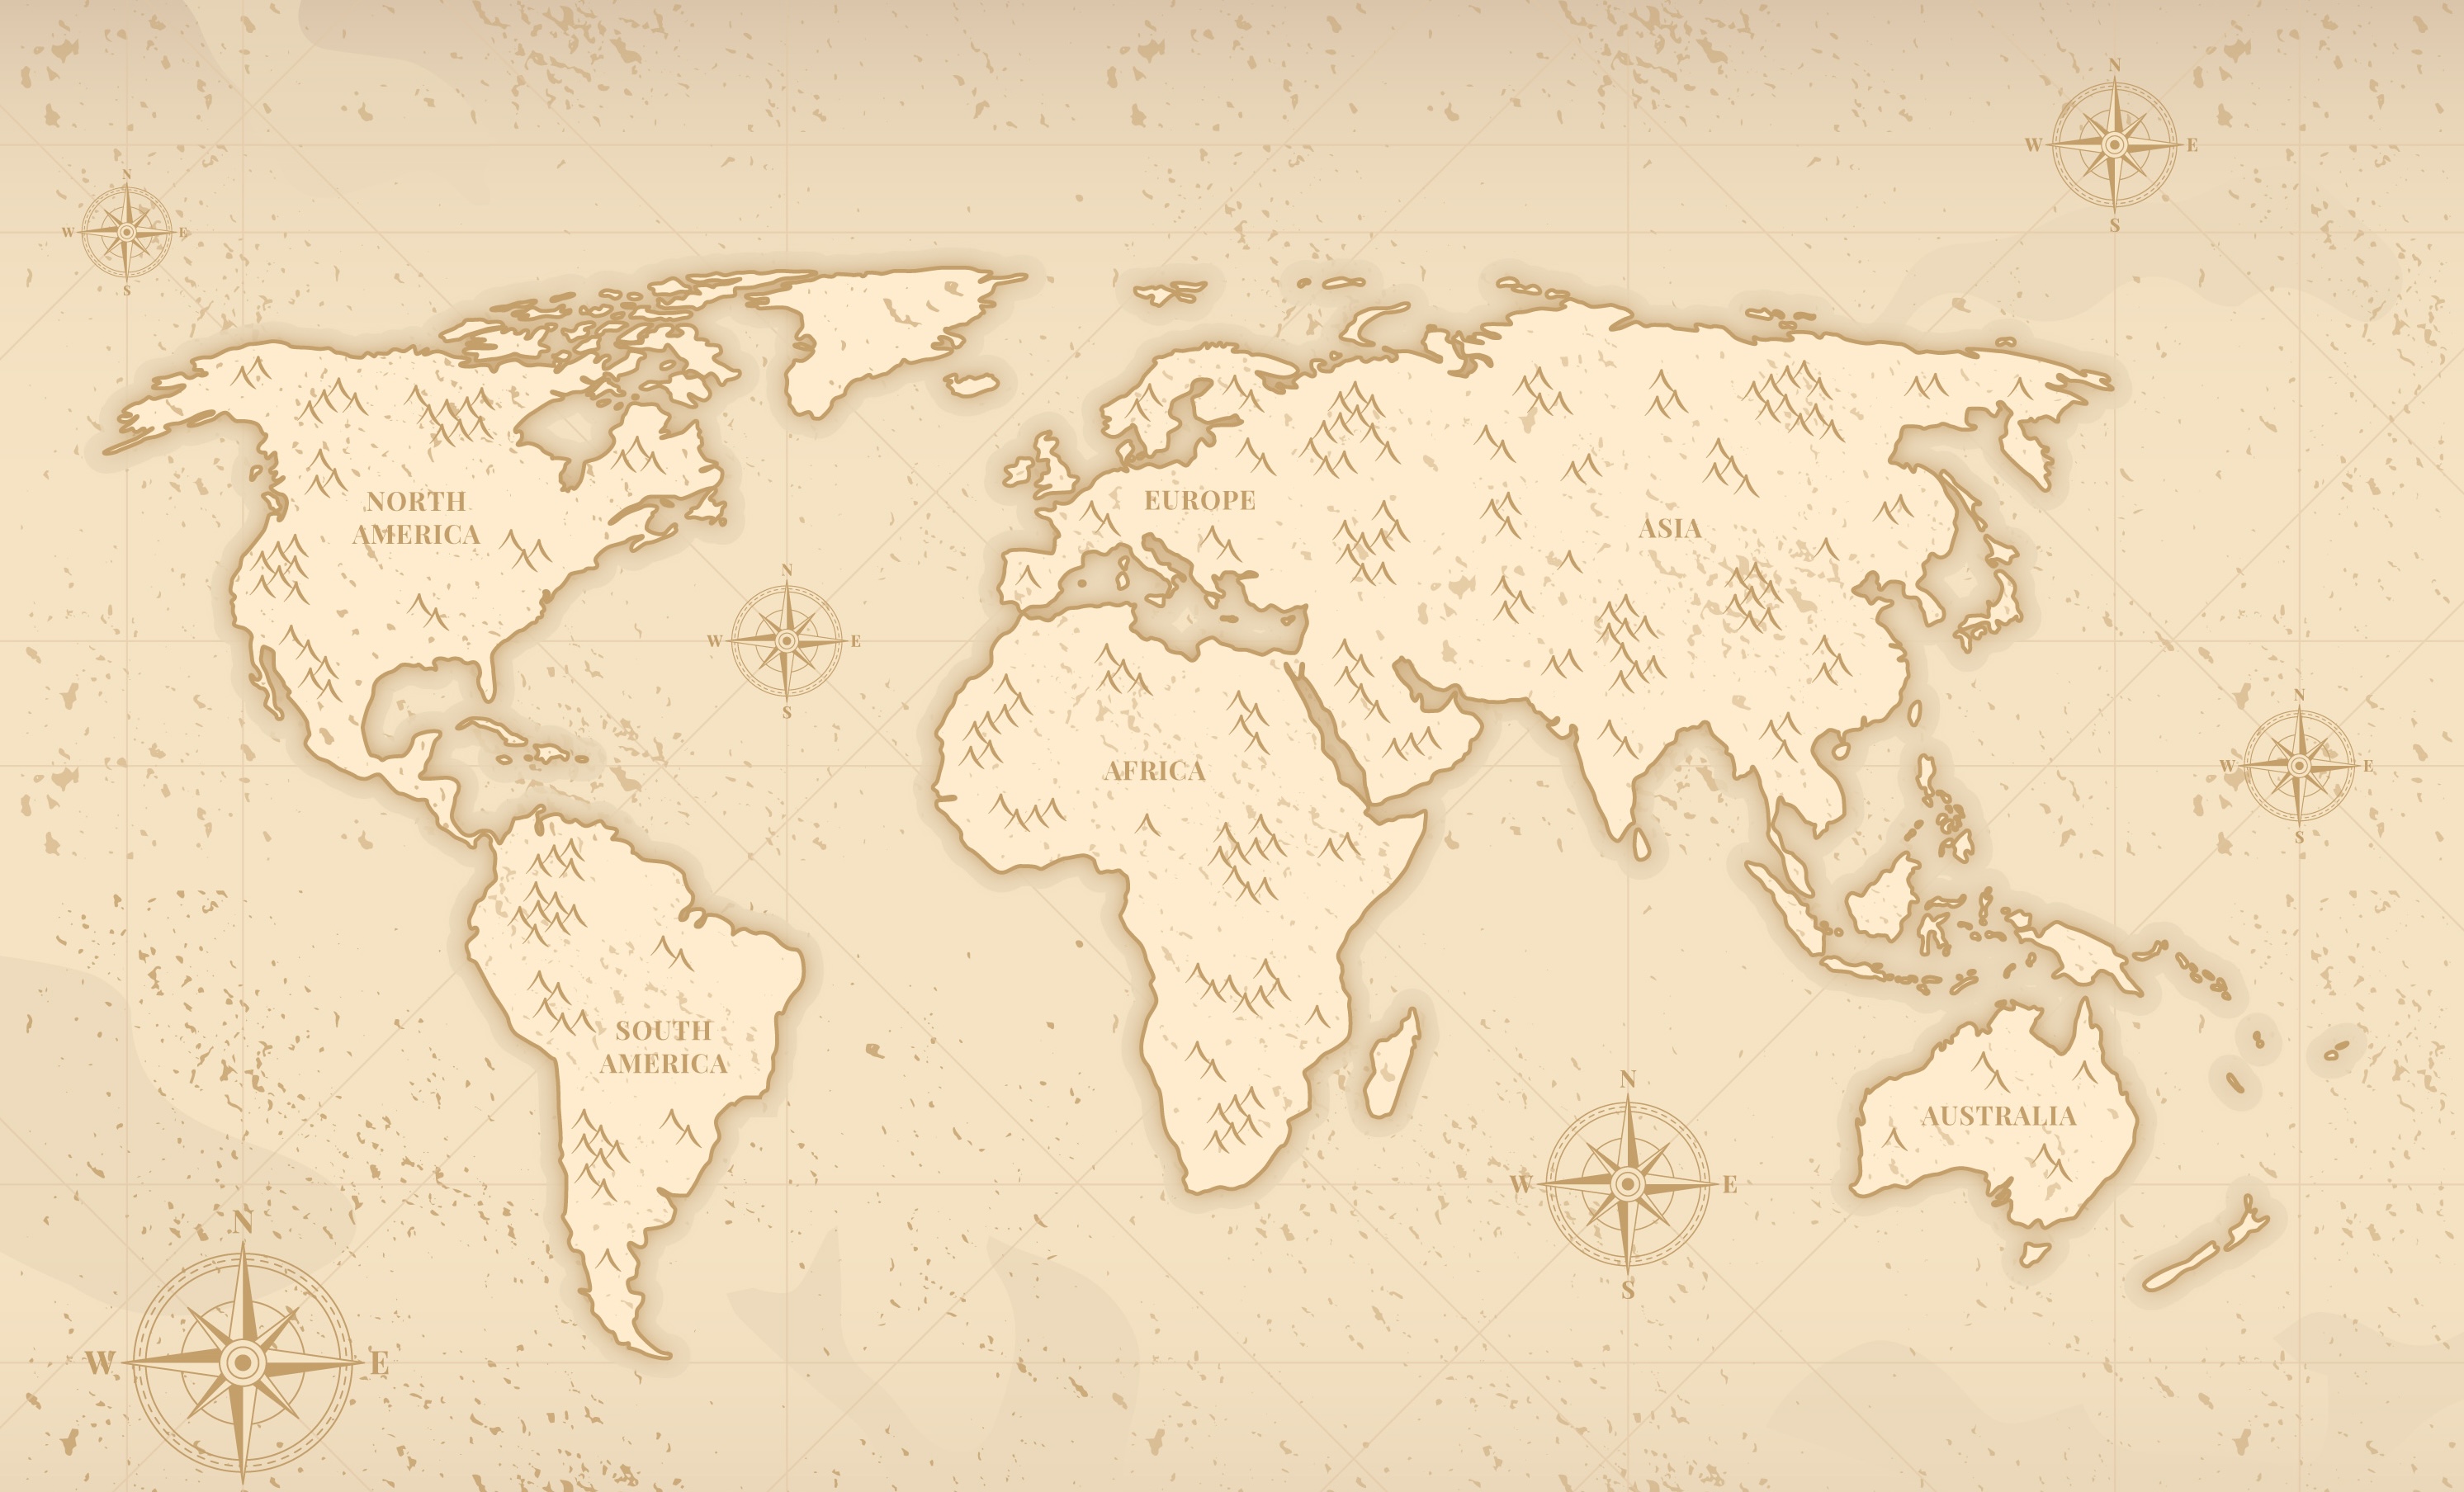 N
W E
S
N
W E
S
NORTH
AMERICA
EUROPE
ASIA
N
W E
S
AFRICA
N
W E
S
SOUTH
AMERICA
AUSTRALIA
N
W E
S
N
W E